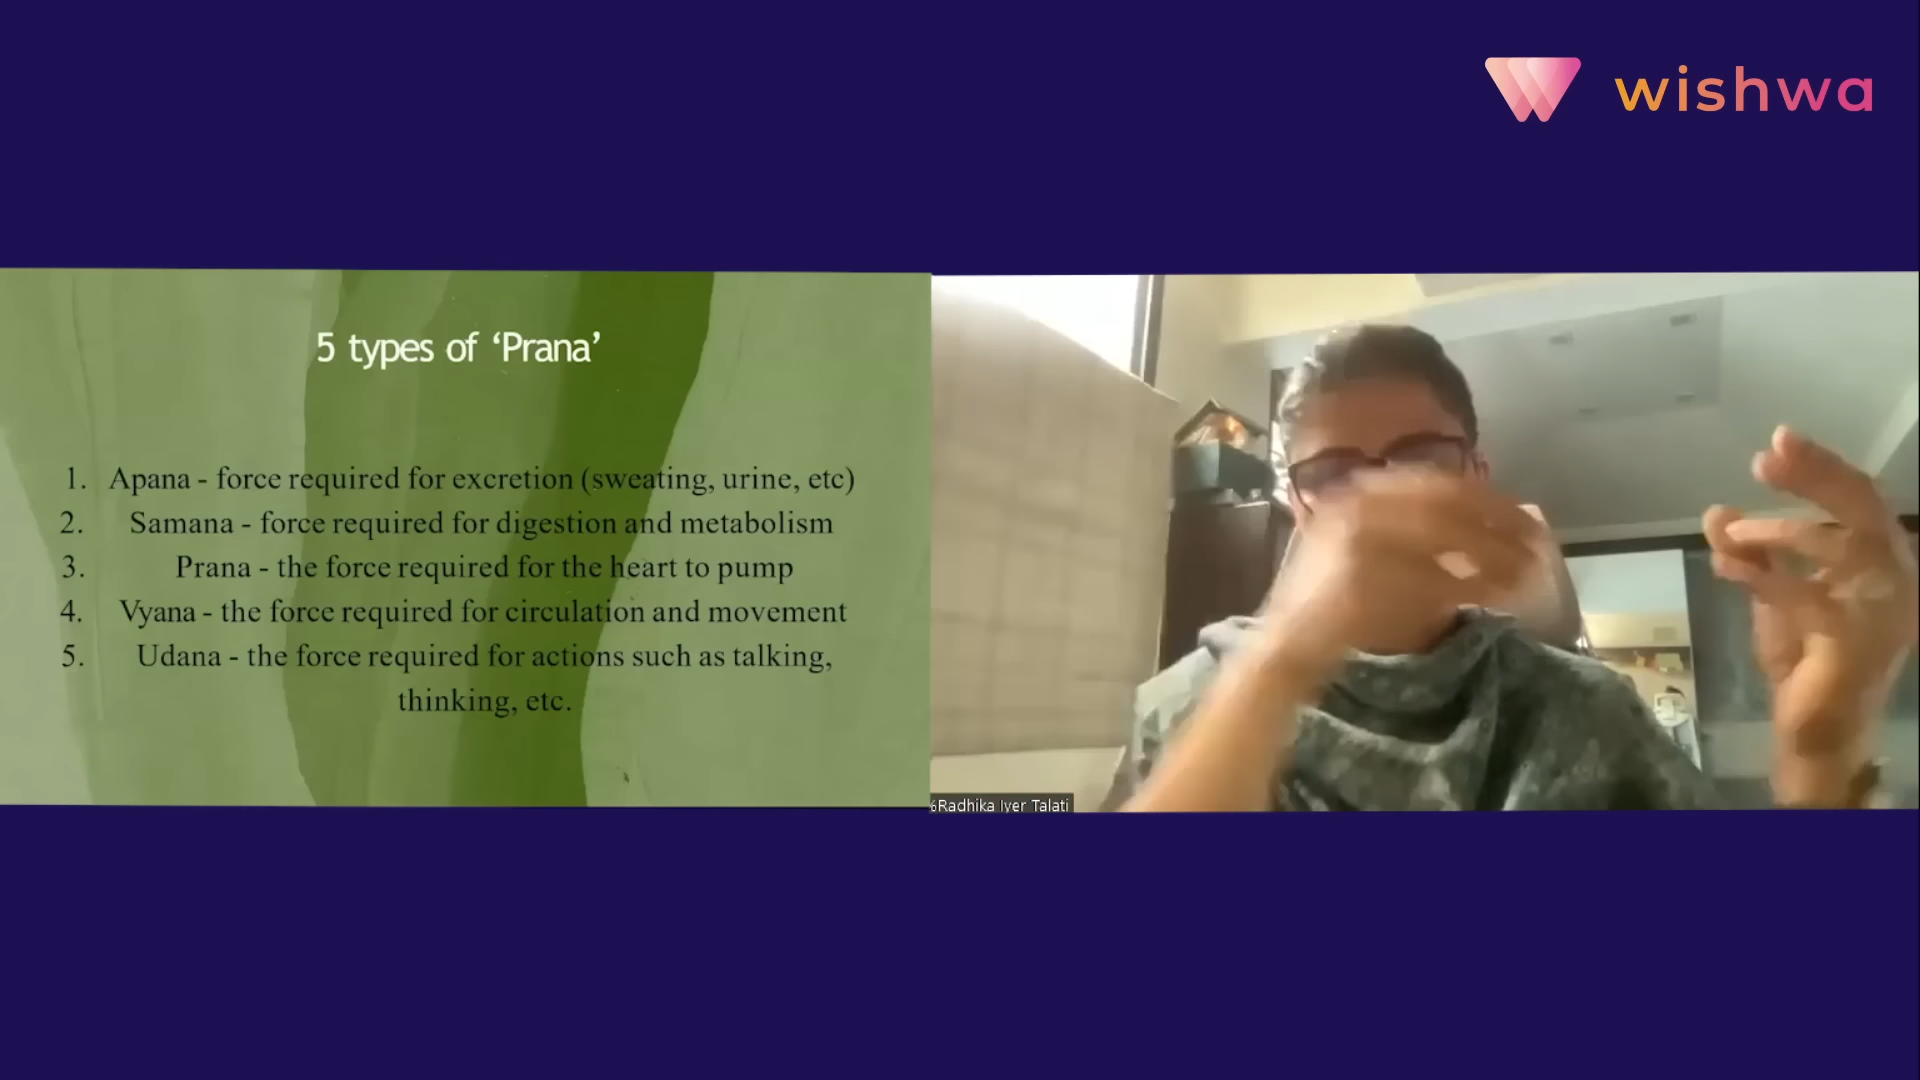 wishwa
5 types of ‘Prana’
1. Apana - force required for excretion (sweating, urine, etc)
2. Samana - force required for digestion and metabolism
3. Prana - the force required for the heart to pump
4. Vyana - the force required for circulation and movement
5. Udana - the force required for actions such as talking,
thinking, etc.
Radhika Iyer Talati